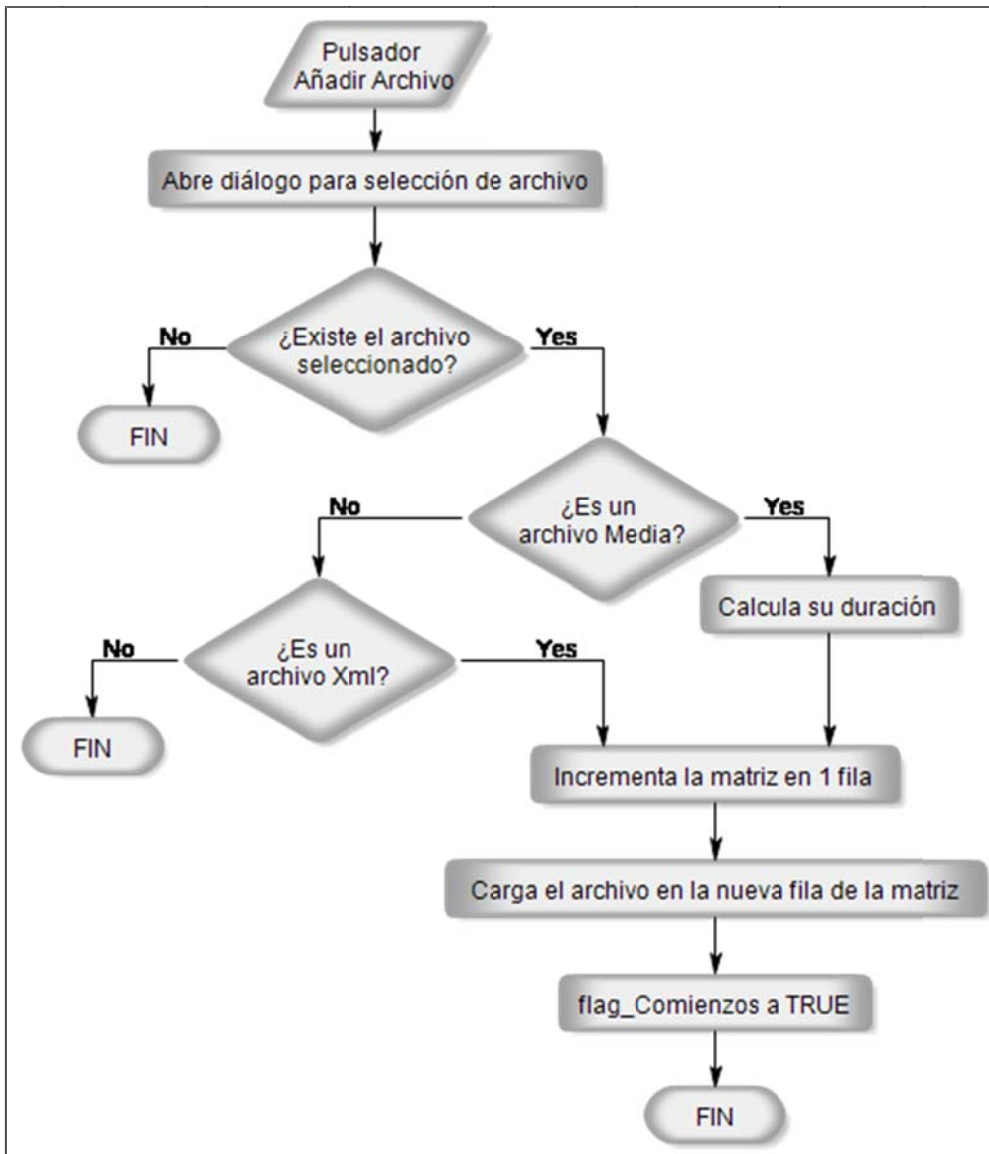 Pulsador
Añadir Archivo
Abre diálogo para selección de archivo
¿Existe el archivo
seleccionado?
No
Yes
FIN
¿Es un
archivo Media?
No
Yes
Calcula su duración
¿Es un
archivo Xml?
No
Yes
FIN
Incrementa la matriz en 1 fila
Carga el archivo en la nueva fila de la matriz
flag_Comienzos a TRUE
FIN